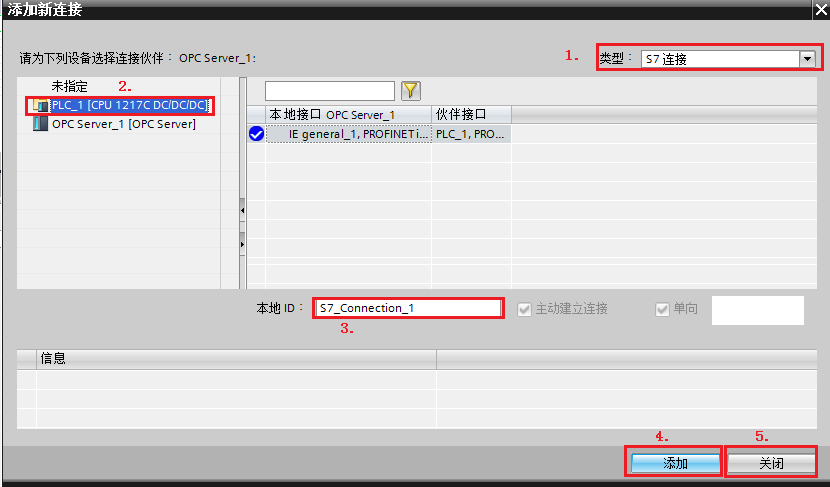 添加新连接
请为下列设备选择连接伙伴： OPC Server_1:
1.
类型：
S7 连接
未指定
2.
PLC_1 [CPU 1217C DC/DC/DC]
OPC Server_1 [OPC Server]
本地接口 OPC Server_1
伙伴接口
IE general_1, PROFINET i...
PLC_1, PRO...
本地 ID：
S7_Connection_1
主动建立连接
单向
3.
信息
4.
5.
添加
关闭